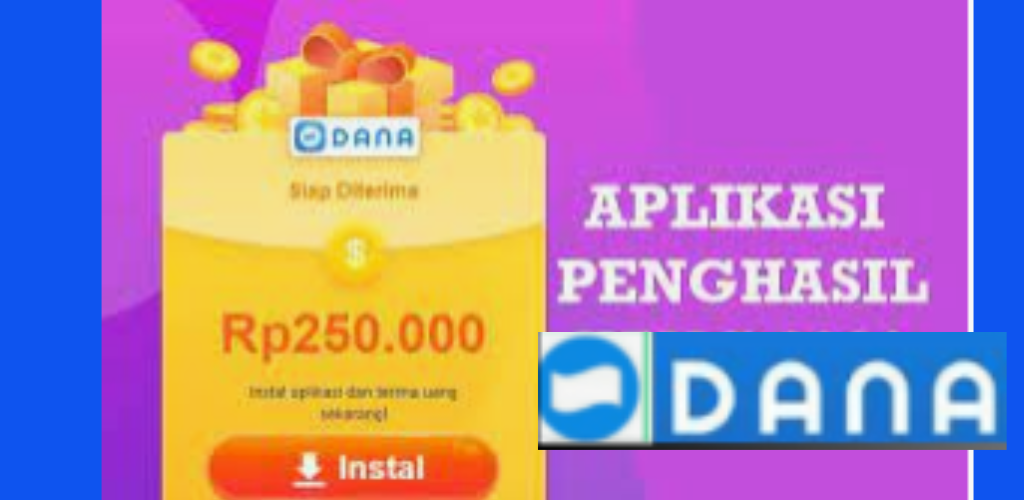 DANA
Siap Diterima
$
Rp250.000
Instal aplikasi dan terima uang
sekarang!
Instal
APLIKASI
PENGHASIL
DANA